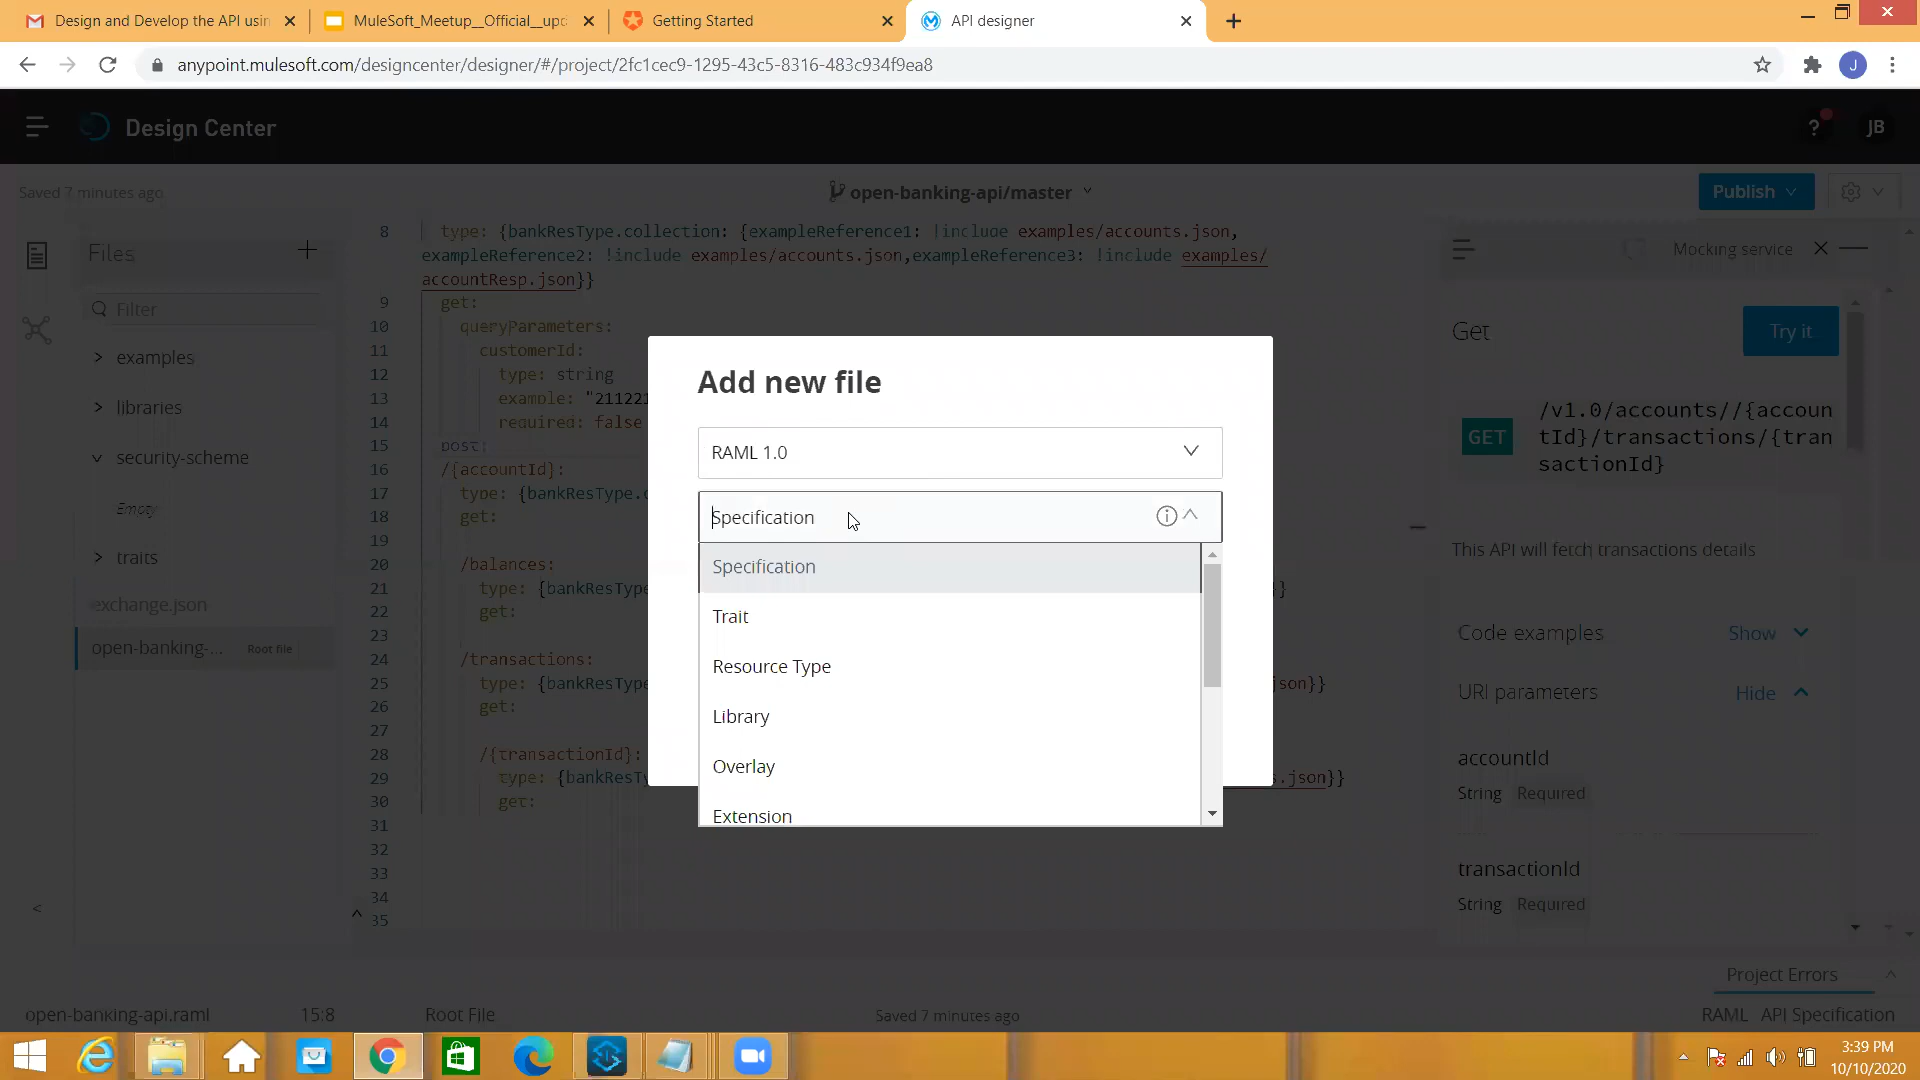 Design and Develop the API usin
MuleSoft_Meetup__Official__upd
Getting Started
API designer
anypoint.mulesoft.com/designcenter/designer/#/project/2fc1cec9-1295-43c5-8316-483c934f9ea8
J
Design Center
?
JB
Saved 7 minutes ago
open-banking-api/master
Publish
Files
Filter
examples
libraries
security-scheme
Empty
traits
exchange.json
open-banking-...
Root file
8 type: {bankResType.collection: {exampleReference1: !include examples/accounts.json,
exampleReference2: !include examples/accounts.json,exampleReference3: !include examples/
accountResp.json}}
9 get:
10 queryParameters:
11 customerId:
12 type: string
13 example: "211221
14 required: false
15 post:
16 /{accountId}:
17 type: {bankResType.c
18 get:
19
20 /balances:
21 type: {bankResType }}
22 get:
23
24 /transactions:
25 type: {bankResType json}}
26 get:
27
28 /{transactionId}:
29 type: {bankResTy s.json}}
30 get:
31
32
33
34
35
Add new file
RAML 1.0
Specification
Specification
Trait
Resource Type
Library
Overlay
Extension
Mocking service
Get
Try it
GET
/v1.0/accounts//{accoun
tId}/transactions/{tran
sactionId}
This API will fetch transactions details
Code examples
Show
URI parameters
Hide
accountId
String Required
transactionId
String Required
Project Errors
open-banking-api.raml
15:8
Root File
Saved 7 minutes ago
RAML
API Specification
3:39 PM
10/10/2020